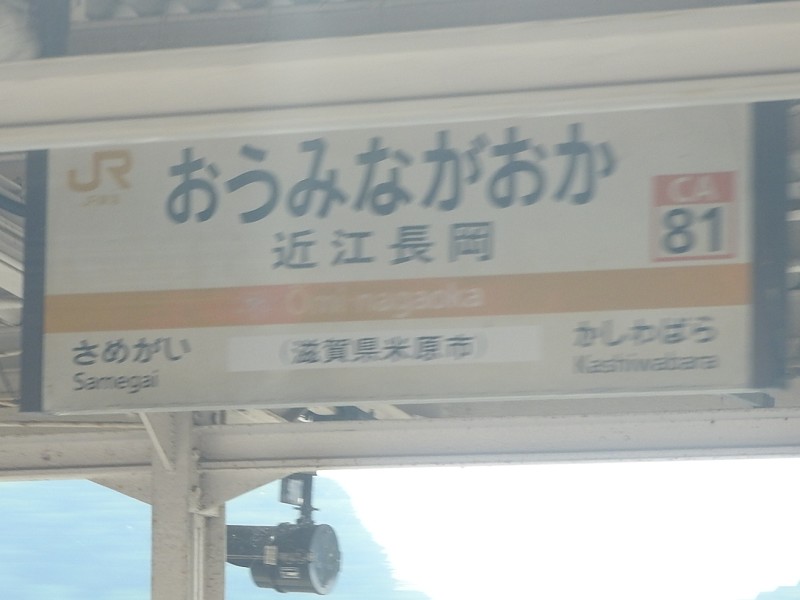 JR
おうみながおか
近江長岡
CA
81
Ōmi-nagaoka
さめがい
Samegai
(滋賀県米原市)
かしわばら
Kashiwabara